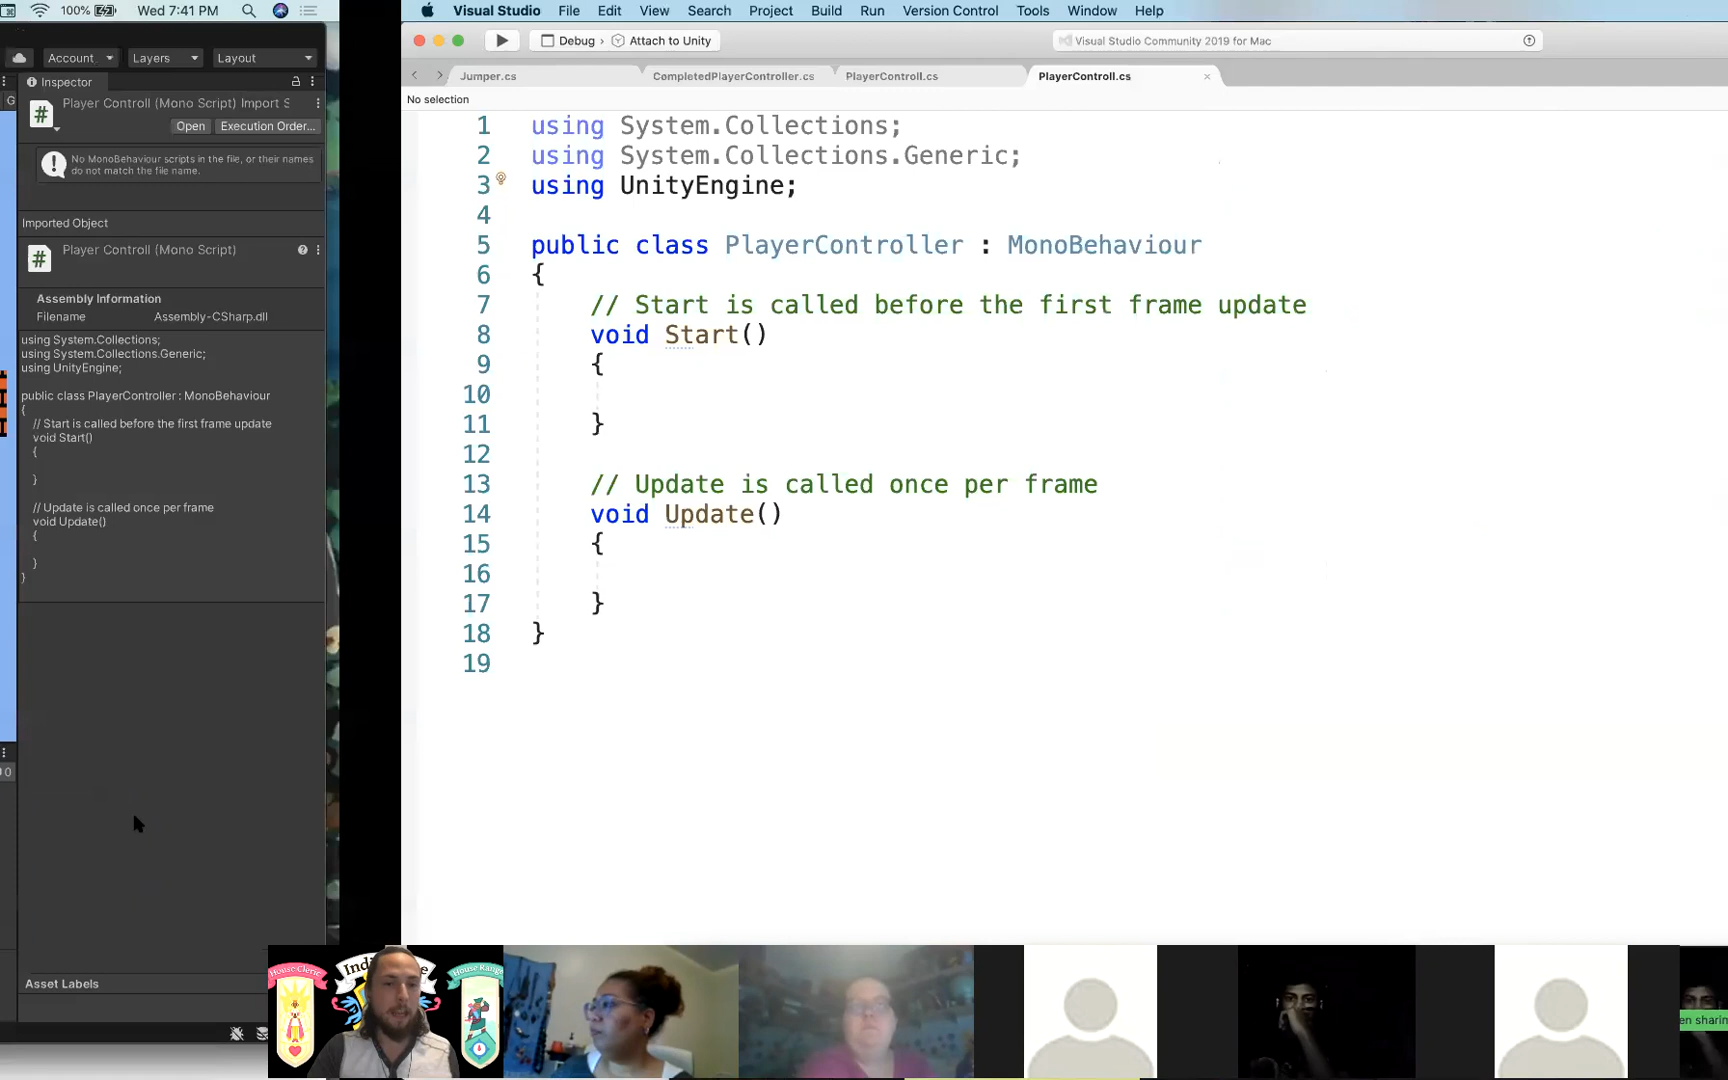 100%
Wed 7:41 PM
Visual Studio File Edit View Search Project Build Run Version Control Tools Window Help
Account
Layers
Layout
Debug > Attach to Unity
Visual Studio Community 2019 for Mac
Inspector
Jumper.cs
CompletedPlayerController.cs
PlayerControll.cs
PlayerControll.cs
No selection
Player Controll (Mono Script) Import S
Open
Execution Order...
No MonoBehaviour scripts in the file, or their names
do not match the file name.
Imported Object
Player Controll (Mono Script)
Assembly Information
Filename Assembly-CSharp.dll
using System.Collections;
using System.Collections.Generic;
using UnityEngine;
public class PlayerController : MonoBehaviour
{
// Start is called before the first frame update
void Start()
{
}
// Update is called once per frame
void Update()
{
}
}
Asset Labels
1 using System.Collections;
2 using System.Collections.Generic;
3 using UnityEngine;
4
5 public class PlayerController : MonoBehaviour
6 {
7 // Start is called before the first frame update
8 void Start()
9 {
10
11 }
12
13 // Update is called once per frame
14 void Update()
15 {
16
17 }
18 }
19
House Cleric
House Range
en sharin